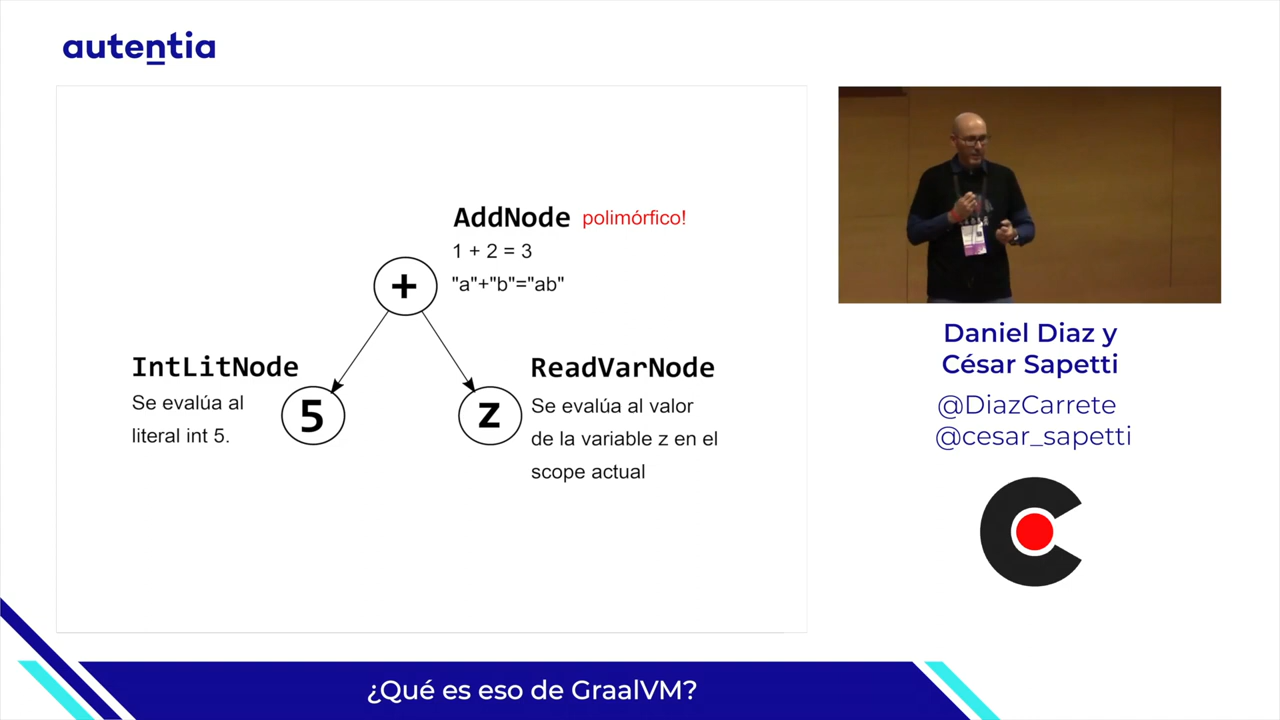 autentia
AddNode polimórfico!
1 + 2 = 3
"a"+"b"="ab"
+
IntLitNode
Se evalúa al
literal int 5.
5
z
ReadVarNode
Se evalúa al valor
de la variable z en el
scope actual
Daniel Diaz y
César Sapetti
@DiazCarrete
@cesar_sapetti
¿Qué es eso de GraalVM?